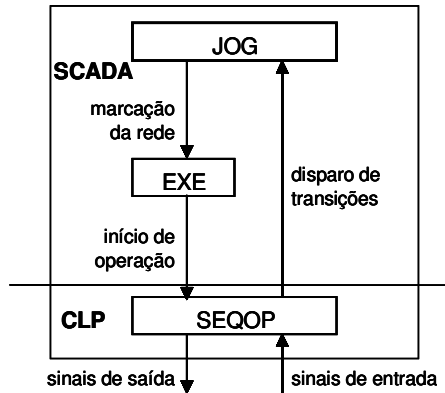 JOG
SCADA
marcação
da rede
EXE
disparo de
transições
início de
operação
CLP
SEQOP
sinais de saída
sinais de entrada